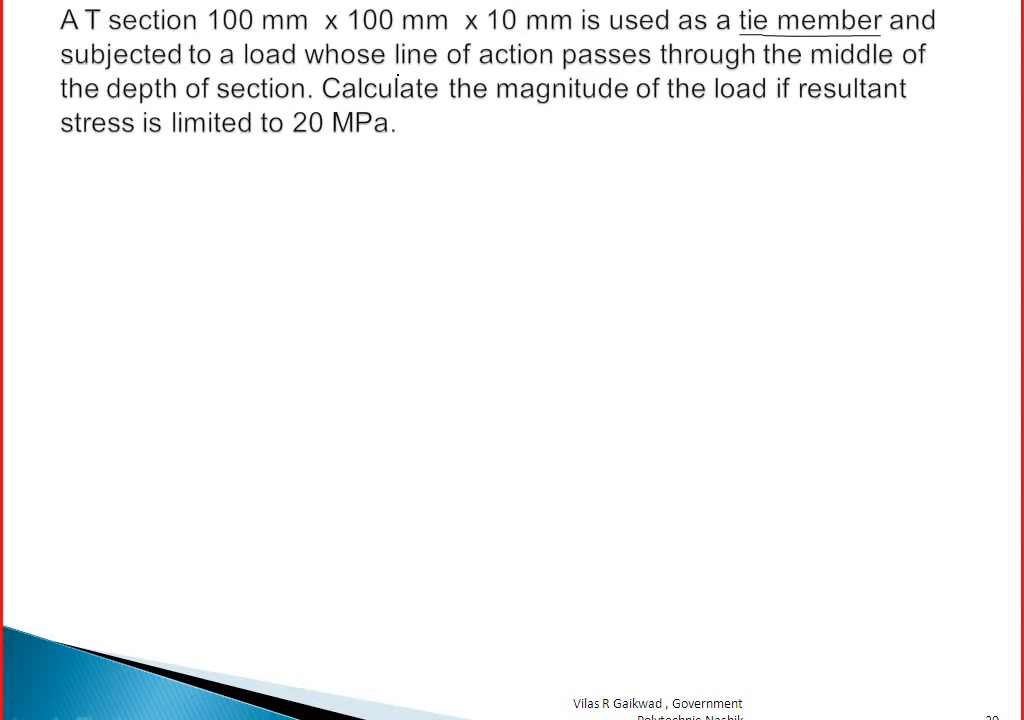 A T section 100 mm x 100 mm x 10 mm is used as a tie member and
subjected to a load whose line of action passes through the middle of
the depth of section. Calculate the magnitude of the load if resultant
stress is limited to 20 MPa.
Vilas R Gaikwad , Government
Polytechnic Nashik